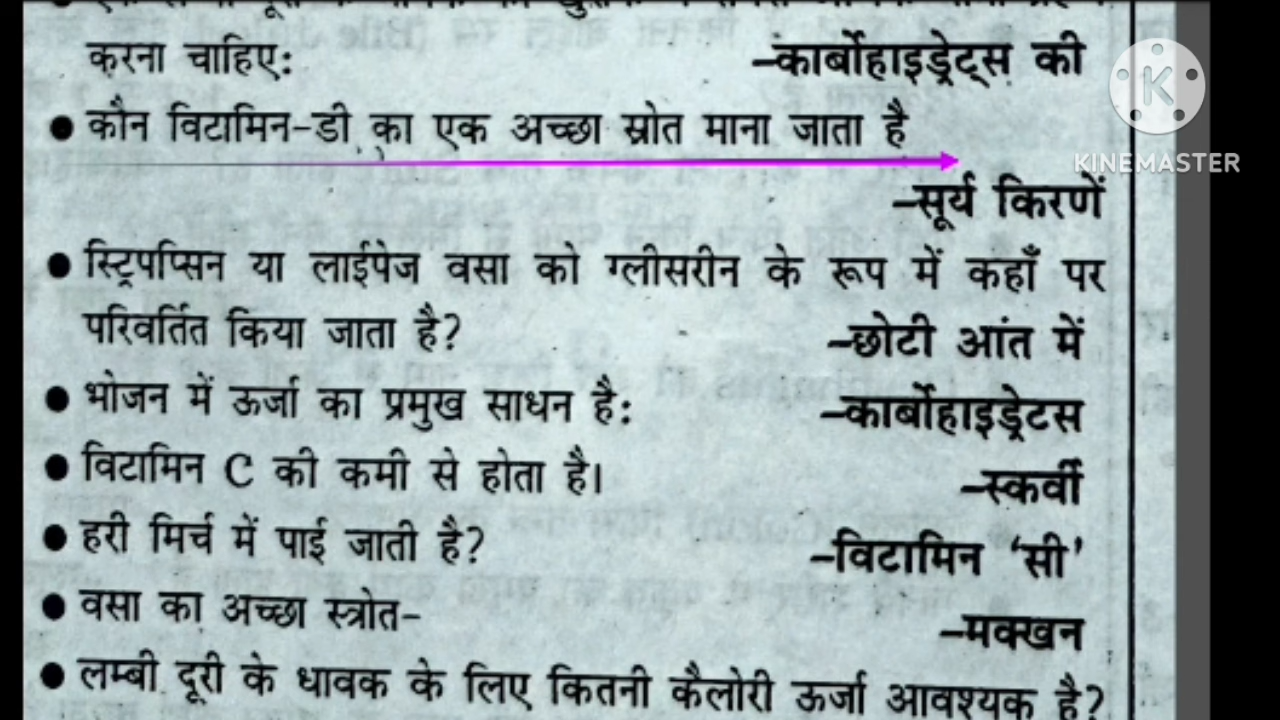 करना चाहिए: –कार्बोहाइड्रेट्स की
● कौन विटामिन-डी का एक अच्छा स्रोत माना जाता है
–सूर्य किरणें
● स्ट्रिपप्सिन या लाईपेज वसा को ग्लीसरीन के रूप में कहाँ पर
परिवर्तित किया जाता है? –छोटी आंत में
● भोजन में ऊर्जा का प्रमुख साधन है: –कार्बोहाइड्रेटस
● विटामिन C की कमी से होता है। –स्कर्वी
● हरी मिर्च में पाई जाती है? –विटामिन ‘सी’
● वसा का अच्छा स्त्रोत– –मक्खन
● लम्बी दूरी के धावक के लिए कितनी कैलोरी ऊर्जा आवश्यक है?
K
KINEMASTER